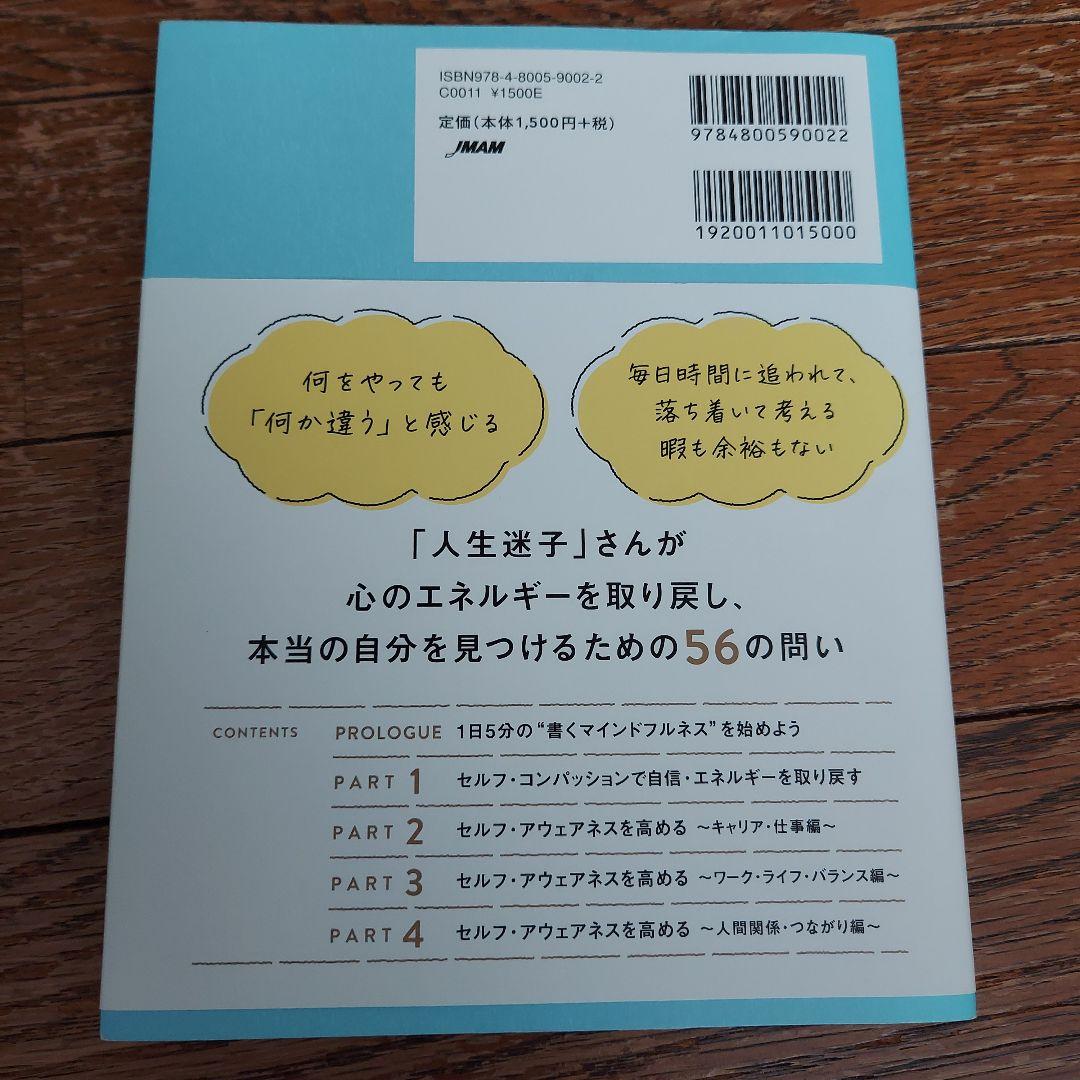 ISBN978-4-8005-9002-2
C0011 ¥1500E
定価(本体1,500円+税)
JMAM
9784800590022
1920011015000
何をやっても
「何か違う」と感じる
毎日時間に追われて、
落ち着いて考える
暇も余裕もない
「人生迷子」さんが
心のエネルギーを取り戻し、
本当の自分を見つけるための56の問い
CONTENTS PROLOGUE 1日5分の“書くマインドフルネス”を始めよう
PART 1 セルフ・コンパッションで自信・エネルギーを取り戻す
PART 2 セルフ・アウェアネスを高める ～キャリア・仕事編～
PART 3 セルフ・アウェアネスを高める ～ワーク・ライフ・バランス編～
PART 4 セルフ・アウェアネスを高める ～人間関係・つながり編～